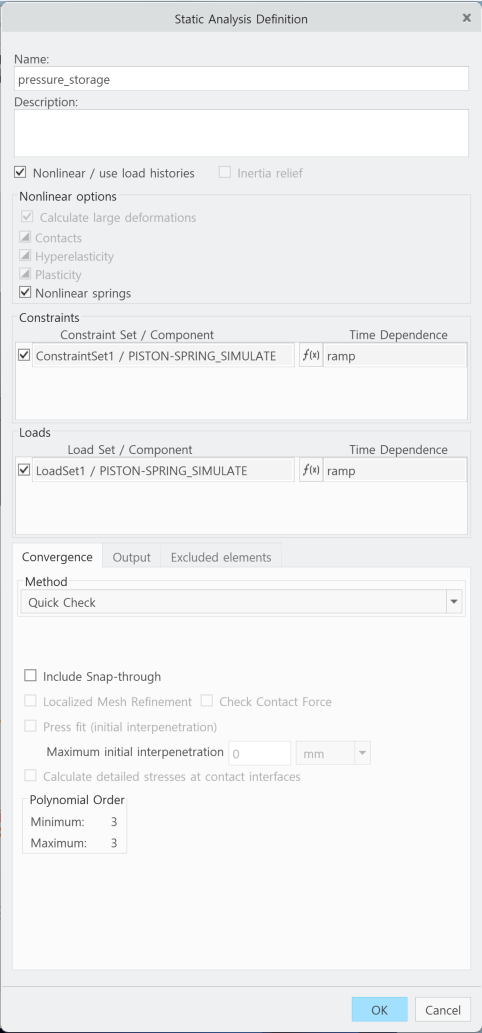 Static Analysis Definition x
Name:
pressure_storage
Description:
Nonlinear / use load histories Inertia relief
Nonlinear options
Calculate large deformations
Contacts
Hyperelasticity
Plasticity
Nonlinear springs
Constraints
Constraint Set / Component Time Dependence
ConstraintSet1 / PISTON-SPRING_SIMULATE f(x) ramp
Loads
Load Set / Component Time Dependence
LoadSet1 / PISTON-SPRING_SIMULATE f(x) ramp
Convergence Output Excluded elements
Method
Quick Check
Include Snap-through
Localized Mesh Refinement Check Contact Force
Press fit (initial interpenetration)
Maximum initial interpenetration 0 mm
Calculate detailed stresses at contact interfaces
Polynomial Order
Minimum: 3
Maximum: 3
OK Cancel